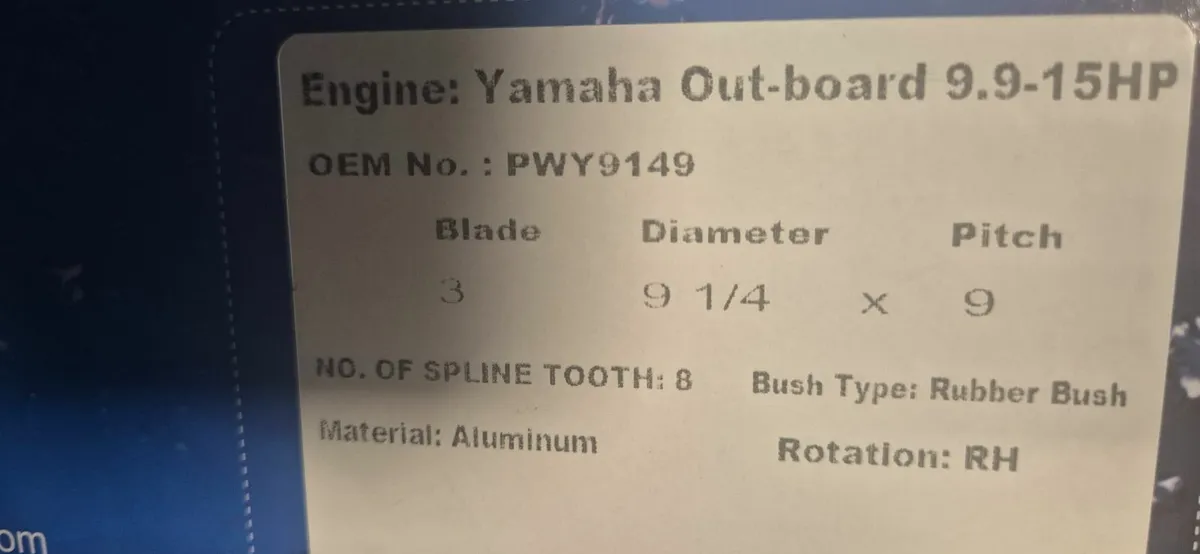 Engine: Yamaha Out-board 9.9-15HP
OEM No. : PWY9149
Blade Diameter Pitch
3 9 1/4 x 9
NO. OF SPLINE TOOTH: 8 Bush Type: Rubber Bush
Material: Aluminum Rotation: RH
om